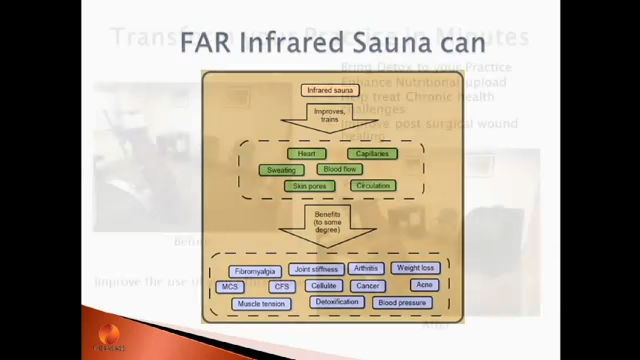 Transform your Practice in Minutes
FAR Infrared Sauna can
Bring Detox to your Practice
Enhance Nutritional upload
Help treat Chronic health
challenges
Improve post surgical wound
healing
Infrared sauna
Improves,
trains
Heart
Capillaries
Sweating
Blood flow
Skin pores
Circulation
Benefits
(to some
degree)
Fibromyalgia
Joint stiffness
Arthritis
Weight loss
MCS
CFS
Cellulite
Cancer
Acne
Muscle tension
Detoxification
Blood pressure
Improve the use of